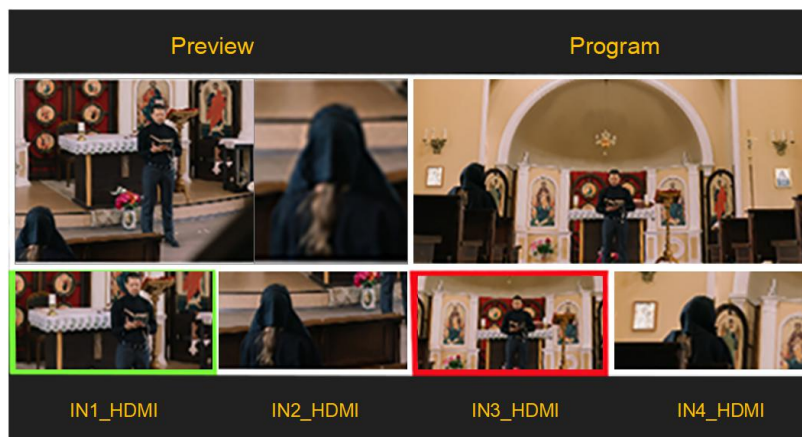 Preview
Program
IN1_HDMI
IN2_HDMI
IN3_HDMI
IN4_HDMI